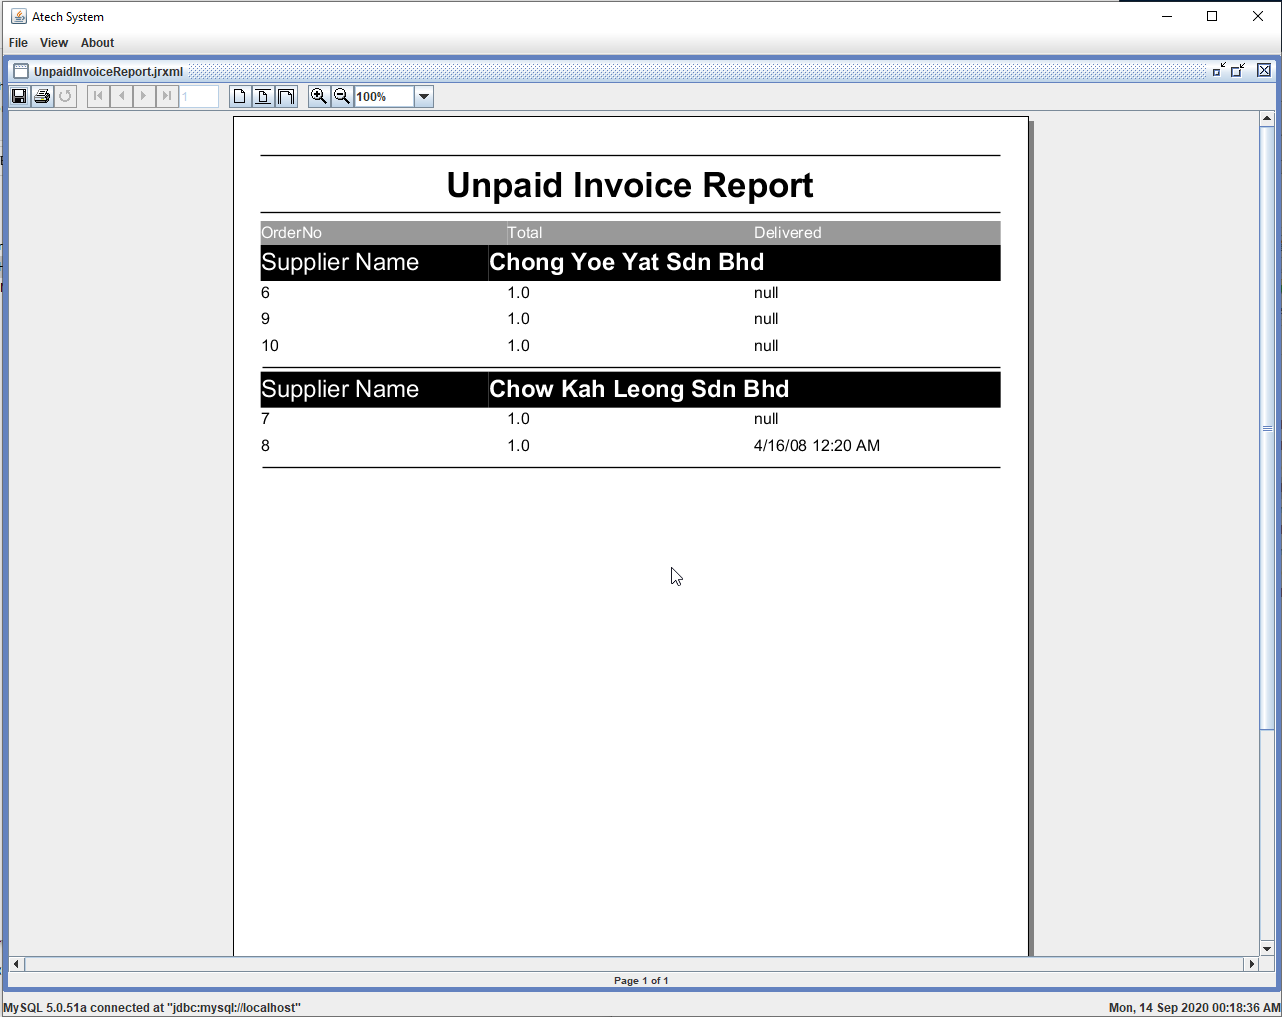 Atech System
File View About
UnpaidInvoiceReport.jrxml
1 100%
Unpaid Invoice Report
OrderNo Total Delivered
Supplier Name Chong Yoe Yat Sdn Bhd
6 1.0 null
9 1.0 null
10 1.0 null
Supplier Name Chow Kah Leong Sdn Bhd
7 1.0 null
8 1.0 4/16/08 12:20 AM
Page 1 of 1
MySQL 5.0.51a connected at "jdbc:mysql://localhost" Mon, 14 Sep 2020 00:18:36 AM